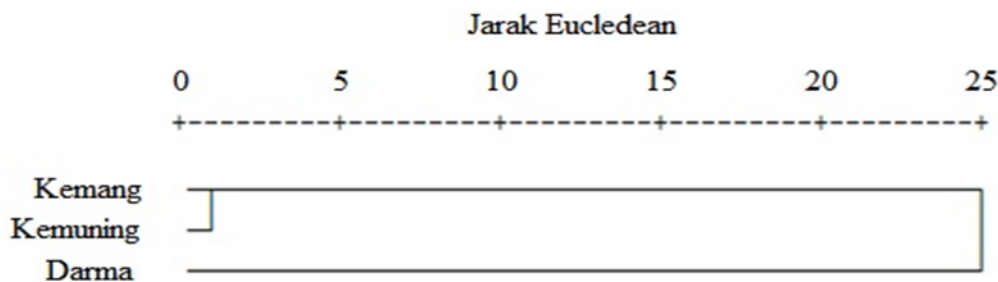 Jarak Eucledean
0 5 10 15 20 25
+---------+---------+---------+---------+---------+
Kemang
Kemuning
Darma